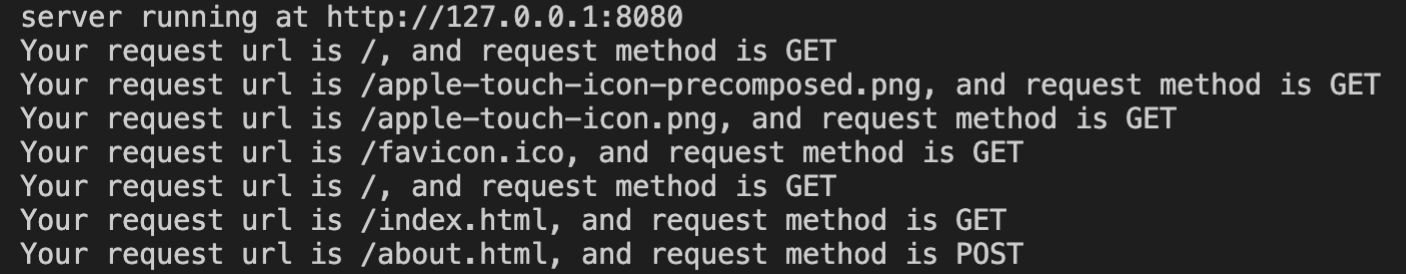 server running at http://127.0.0.1:8080
Your request url is /, and request method is GET
Your request url is /apple-touch-icon-precomposed.png, and request method is GET
Your request url is /apple-touch-icon.png, and request method is GET
Your request url is /favicon.ico, and request method is GET
Your request url is /, and request method is GET
Your request url is /index.html, and request method is GET
Your request url is /about.html, and request method is POST